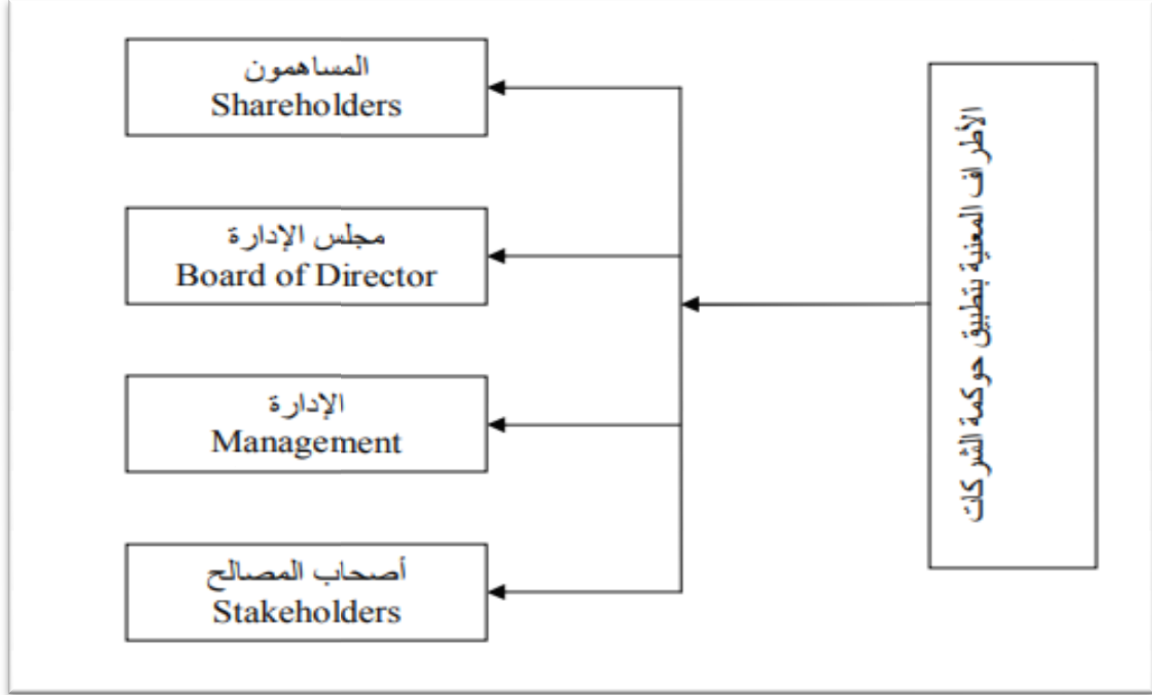 الأطراف المعنية بتطبيق حوكمة الشركات
المساهمون
Shareholders
مجلس الإدارة
Board of Director
الإدارة
Management
أصحاب المصالح
Stakeholders